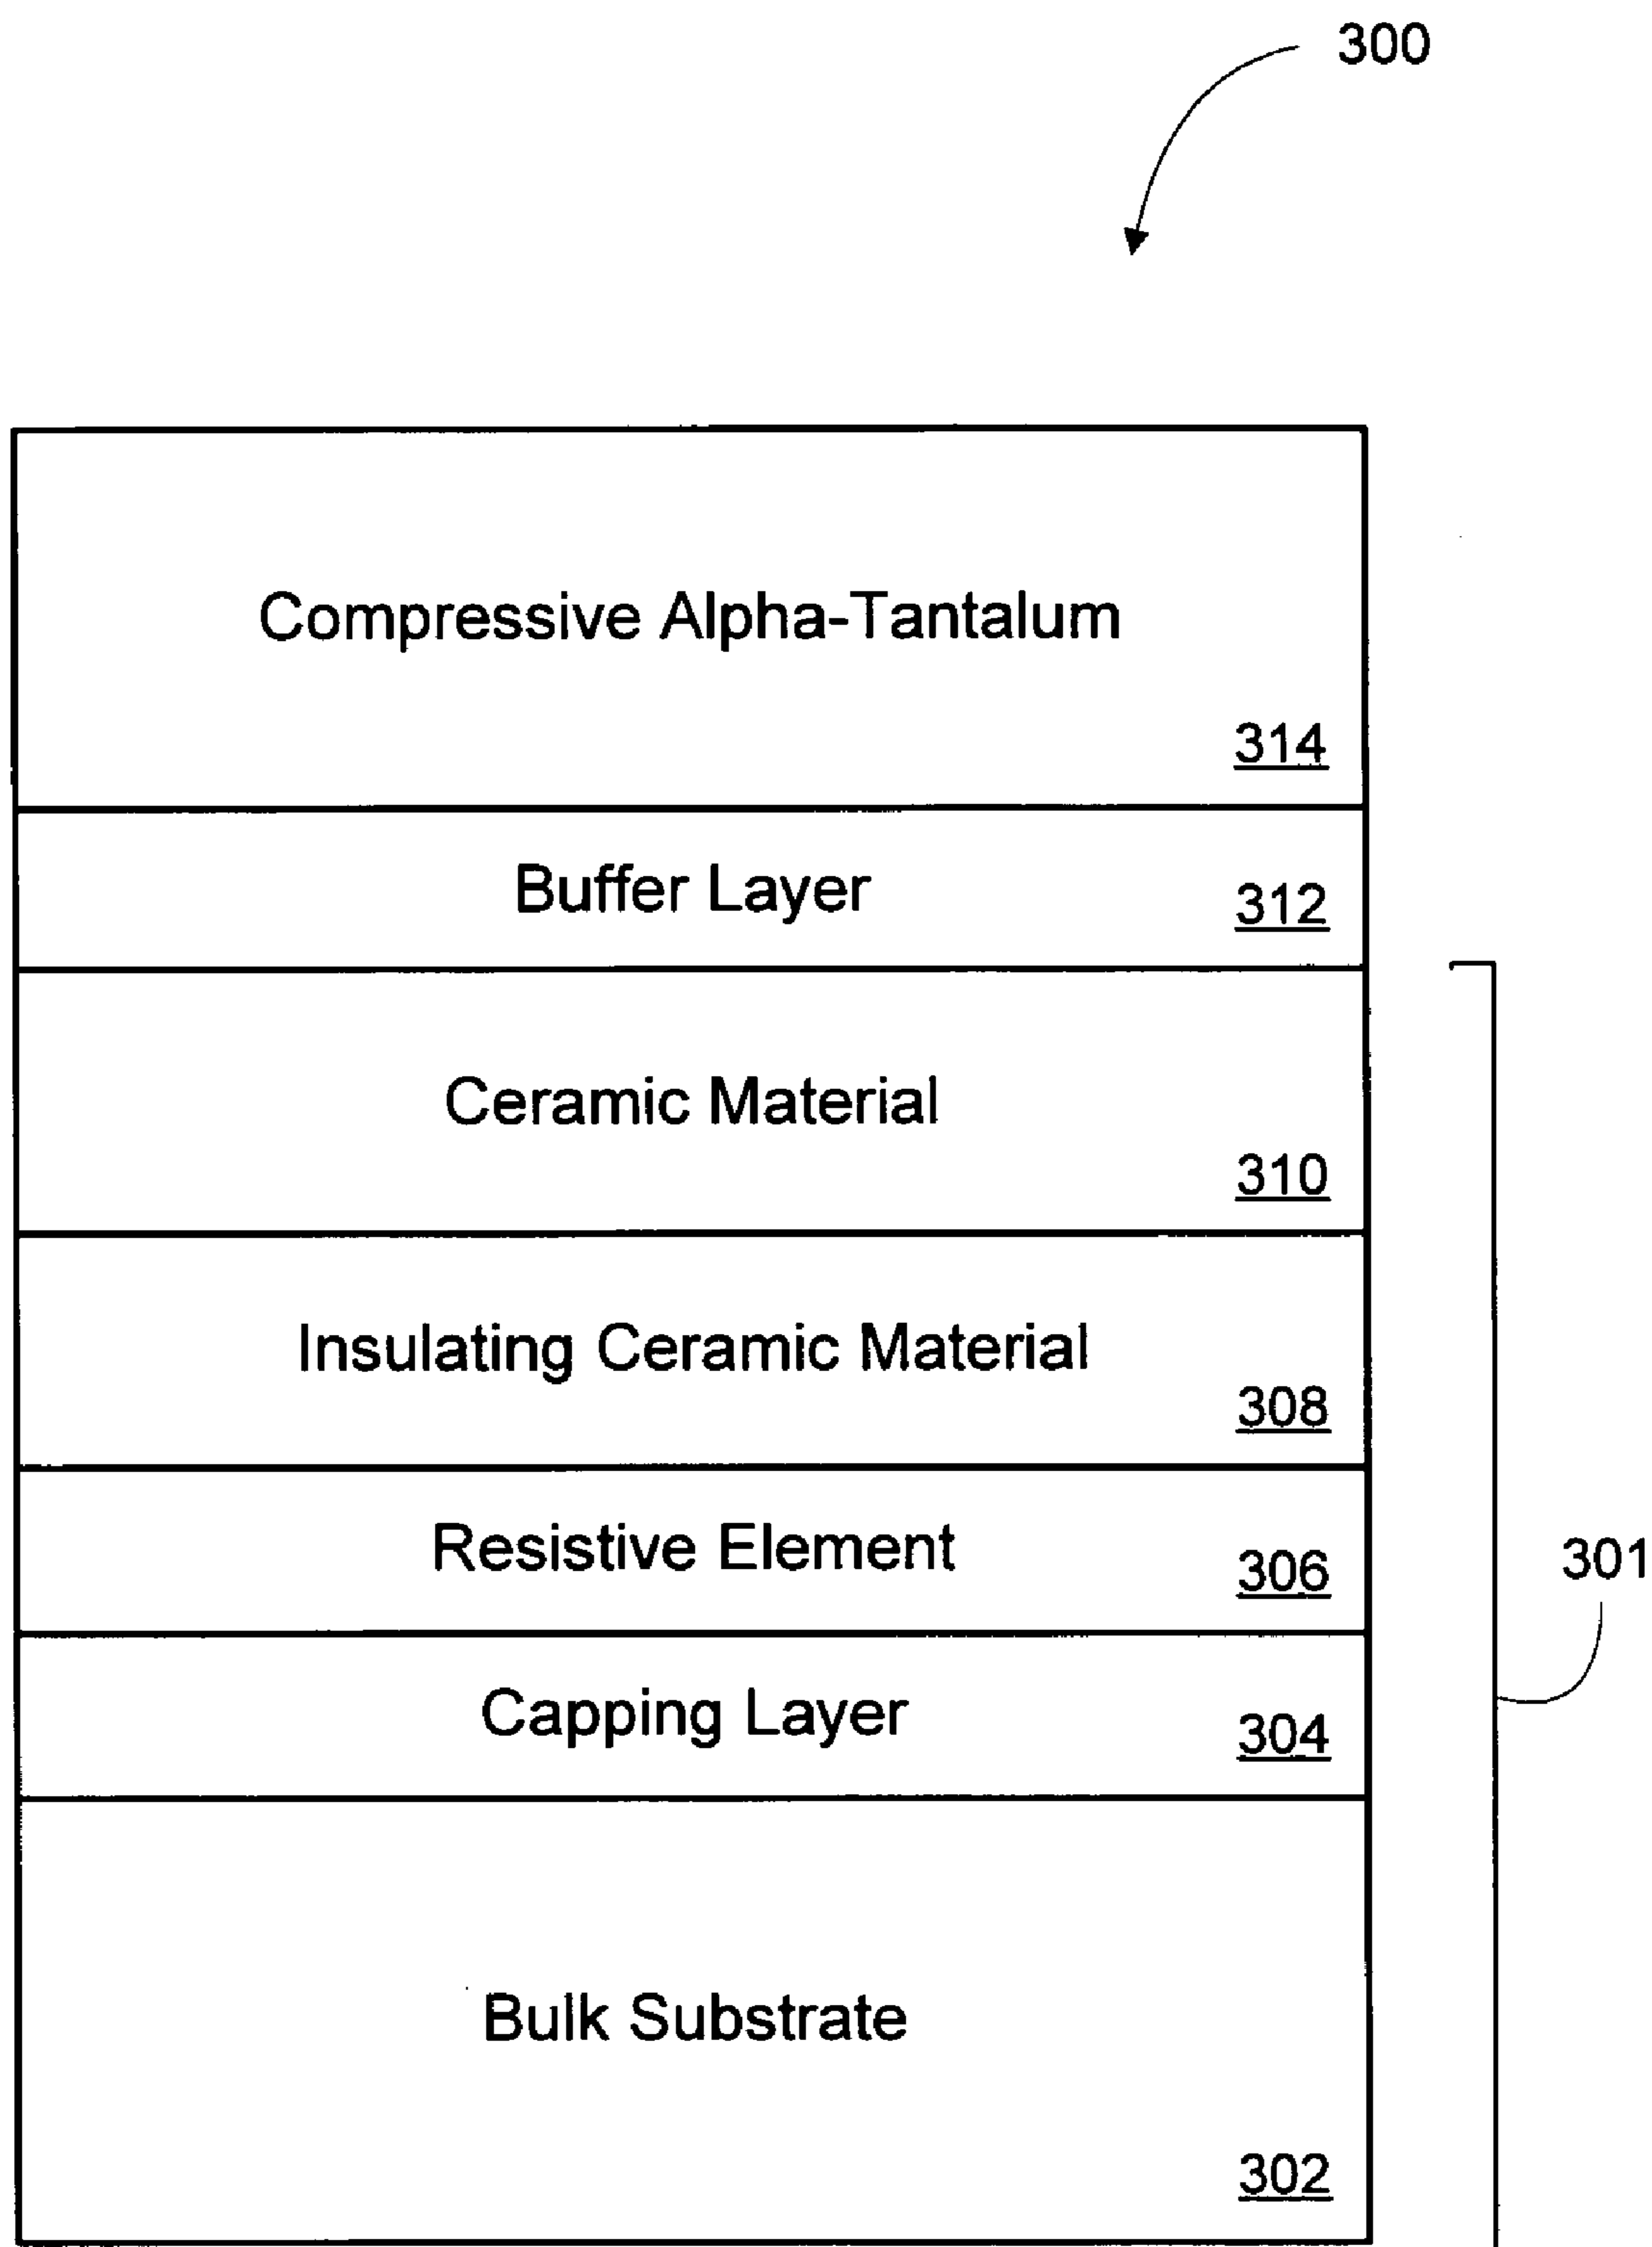 300
Compressive Alpha-Tantalum
314
Buffer Layer
312
Ceramic Material
310
Insulating Ceramic Material
308
Resistive Element
306
301
Capping Layer
304
Bulk Substrate
302